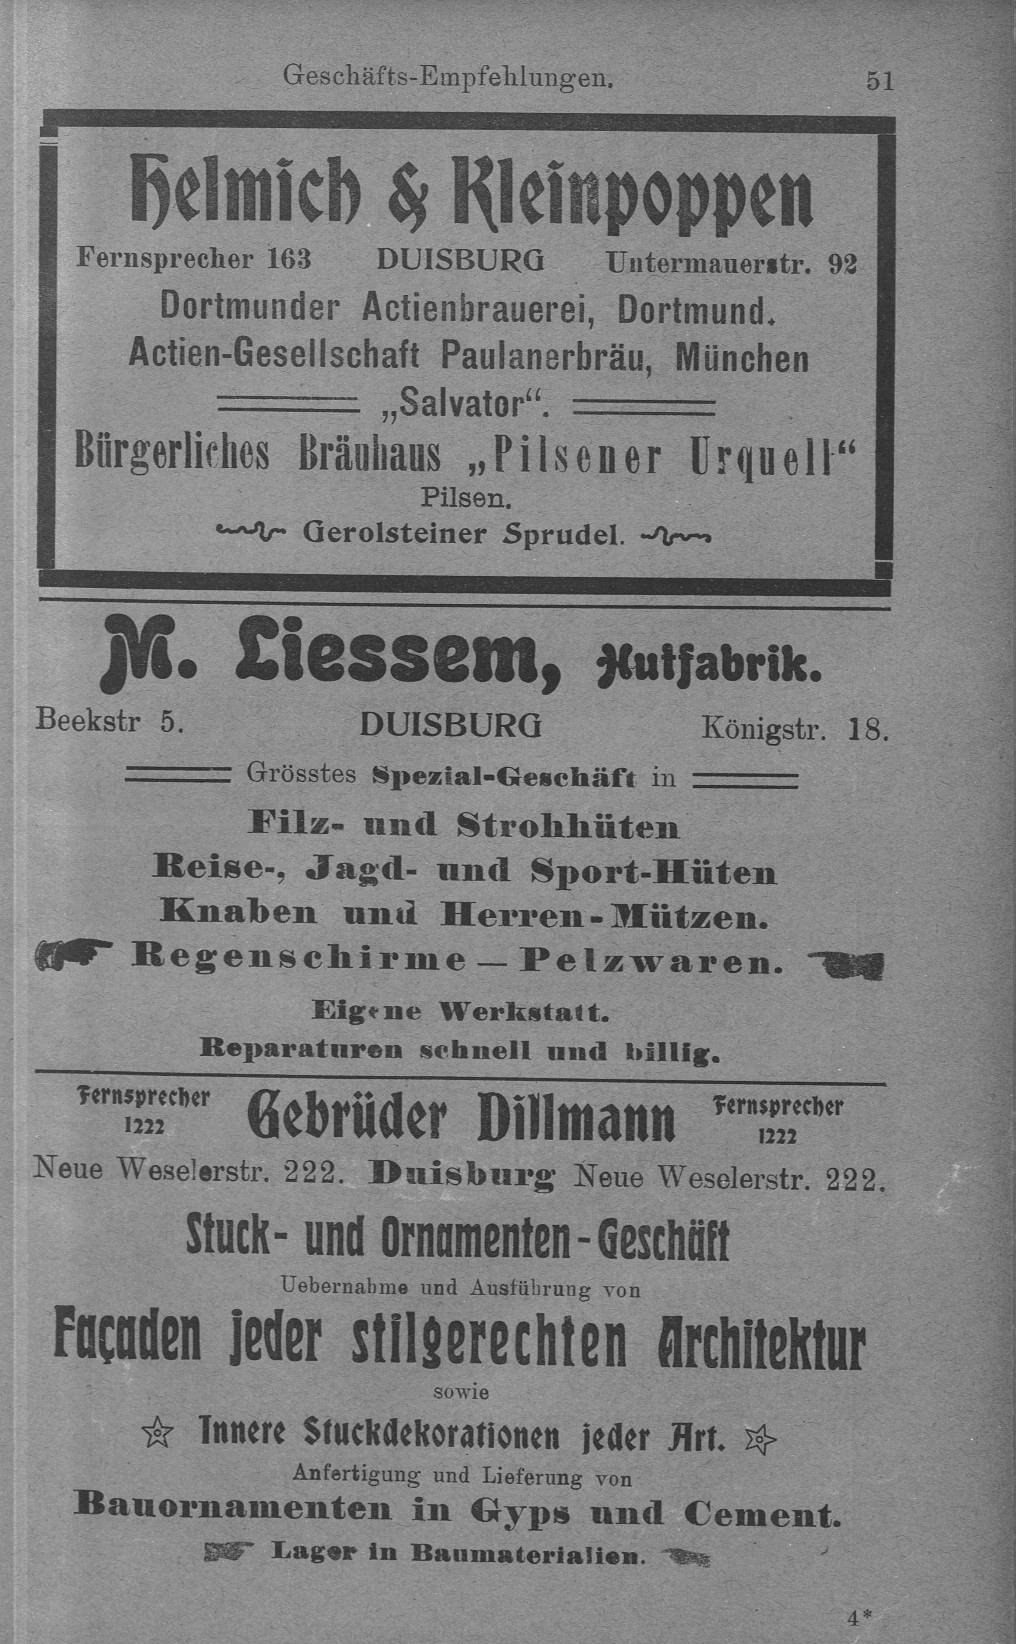 Geschäfts-Empfehlungen. 51
Helmich & Kleinpoppen
Fernsprecher 163 DUISBURG Untermauerstr. 92
Dortmunder Actienbrauerei, Dortmund.
Actien-Gesellschaft Paulanerbräu, München
„Salvator“.
Bürgerliches Bräuhaus „Pilsener Urquell“
Pilsen.
Gerolsteiner Sprudel.
M. Liessem, Hutfabrik.
Beekstr 5. DUISBURG Königstr. 18.
Grösstes Spezial-Geschäft in
Filz- und Strohhüten
Reise-, Jagd- und Sport-Hüten
Knaben und Herren-Mützen.
Regenschirme — Pelzwaren.
Eigene Werkstatt.
Reparaturen schnell und billig.
Fernsprecher 1222 Gebrüder Dillmann Fernsprecher 1222
Neue Weselerstr. 222. Duisburg Neue Weselerstr. 222.
Stuck- und Ornamenten-Geschäft
Uebernahme und Ausführung von
Façaden jeder stilgerechten Architektur
sowie
Innere Stuckdekorationen jeder Art.
Anfertigung und Lieferung von
Bauornamenten in Gyps und Cement.
Lager in Baumaterialien.
4*